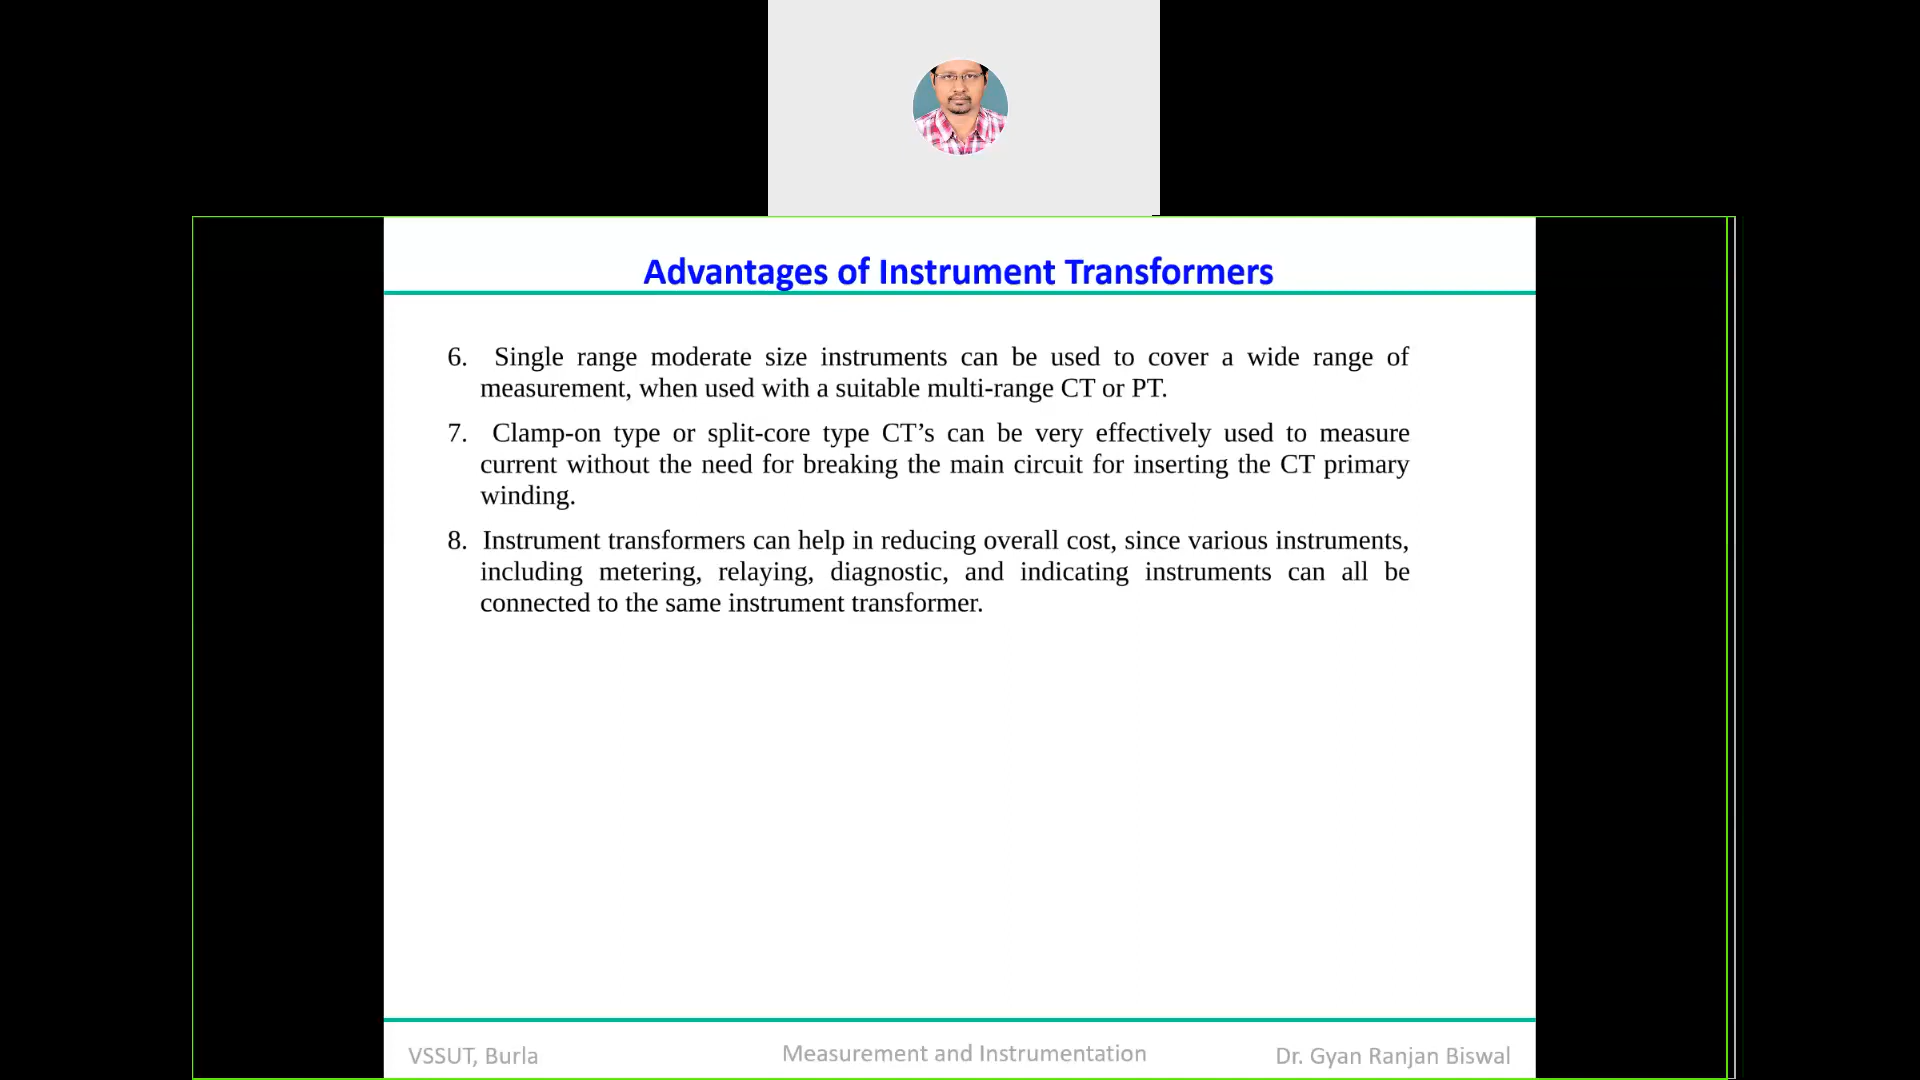 Advantages of Instrument Transformers
6. Single range moderate size instruments can be used to cover a wide range of
measurement, when used with a suitable multi-range CT or PT.
7. Clamp-on type or split-core type CT’s can be very effectively used to measure
current without the need for breaking the main circuit for inserting the CT primary
winding.
8. Instrument transformers can help in reducing overall cost, since various instruments,
including metering, relaying, diagnostic, and indicating instruments can all be
connected to the same instrument transformer.
VSSUT, Burla
Measurement and Instrumentation
Dr. Gyan Ranjan Biswal